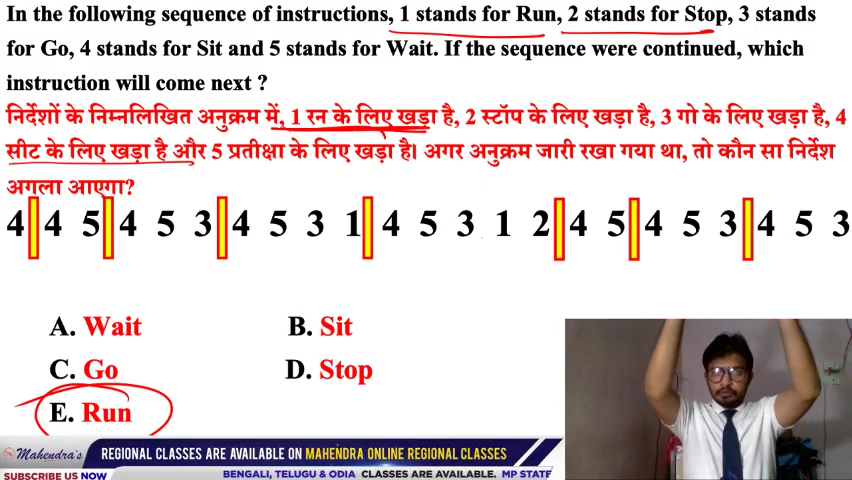 In the following sequence of instructions, 1 stands for Run, 2 stands for Stop, 3 stands
for Go, 4 stands for Sit and 5 stands for Wait. If the sequence were continued, which
instruction will come next ?
निर्देशों के निम्नलिखित अनुक्रम में, 1 रन के लिए खड़ा है, 2 स्टॉप के लिए खड़ा है, 3 गो के लिए खड़ा है, 4
सीट के लिए खड़ा है और 5 प्रतीक्षा के लिए खड़ा है। अगर अनुक्रम जारी रखा गया था, तो कौन सा निर्देश
अगला आएगा?
4 4 5 4 5 3 4 5 3 1 4 5 3 1 2 4 5 4 5 3 4 5 3
A. Wait B. Sit
C. Go D. Stop
E. Run
Mahendra's REGIONAL CLASSES ARE AVAILABLE ON MAHENDRA ONLINE REGIONAL CLASSES
SUBSCRIBE US NOW BENGALI, TELUGU & ODIA CLASSES ARE AVAILABLE. MP STATE